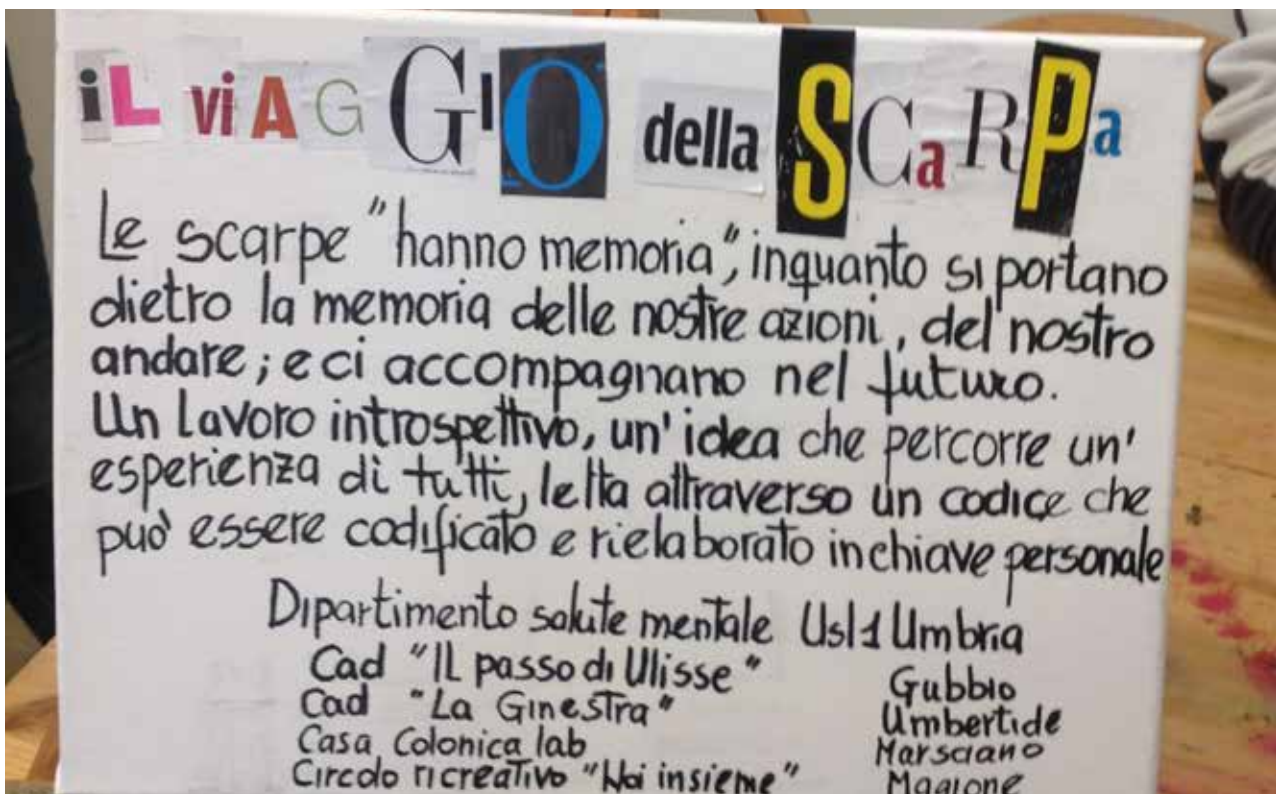 iL viAGGIO della SCaRPa
Le scarpe "hanno memoria", inquanto si portano
dietro la memoria delle nostre azioni, del nostro
andare; e ci accompagnano nel futuro.
Un lavoro introspettivo, un'idea che percorre un'
esperienza di tutti, letta attraverso un codice che
può essere codificato e rielaborato in chiave personale
Dipartimento salute mentale Usl1 Umbria
Cad "IL passo di Ulisse" Gubbio
Cad "La Ginestra" Umbertide
Casa Colonica lab Marsciano
Circolo ricreativo "Noi insieme" Magione